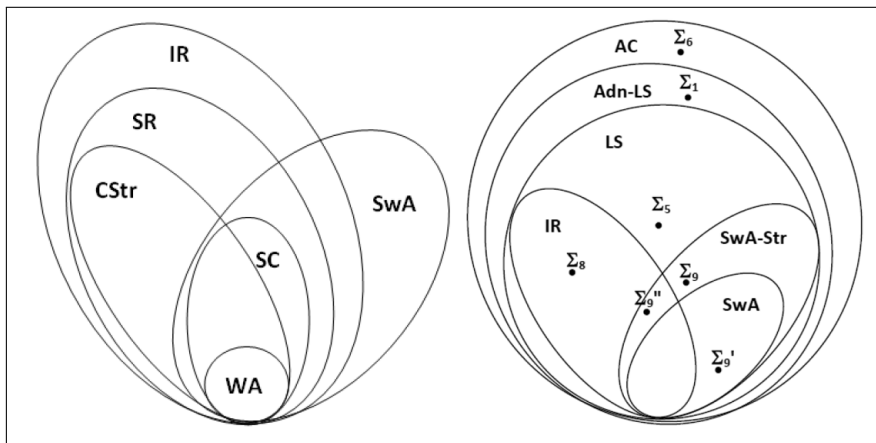 IR
SR
CStr
SwA
SC
WA
AC
Σ6
Adn-LS
Σ1
LS
Σ5
IR
SwA-Str
Σ8
Σ9
Σ9"
SwA
Σ9'